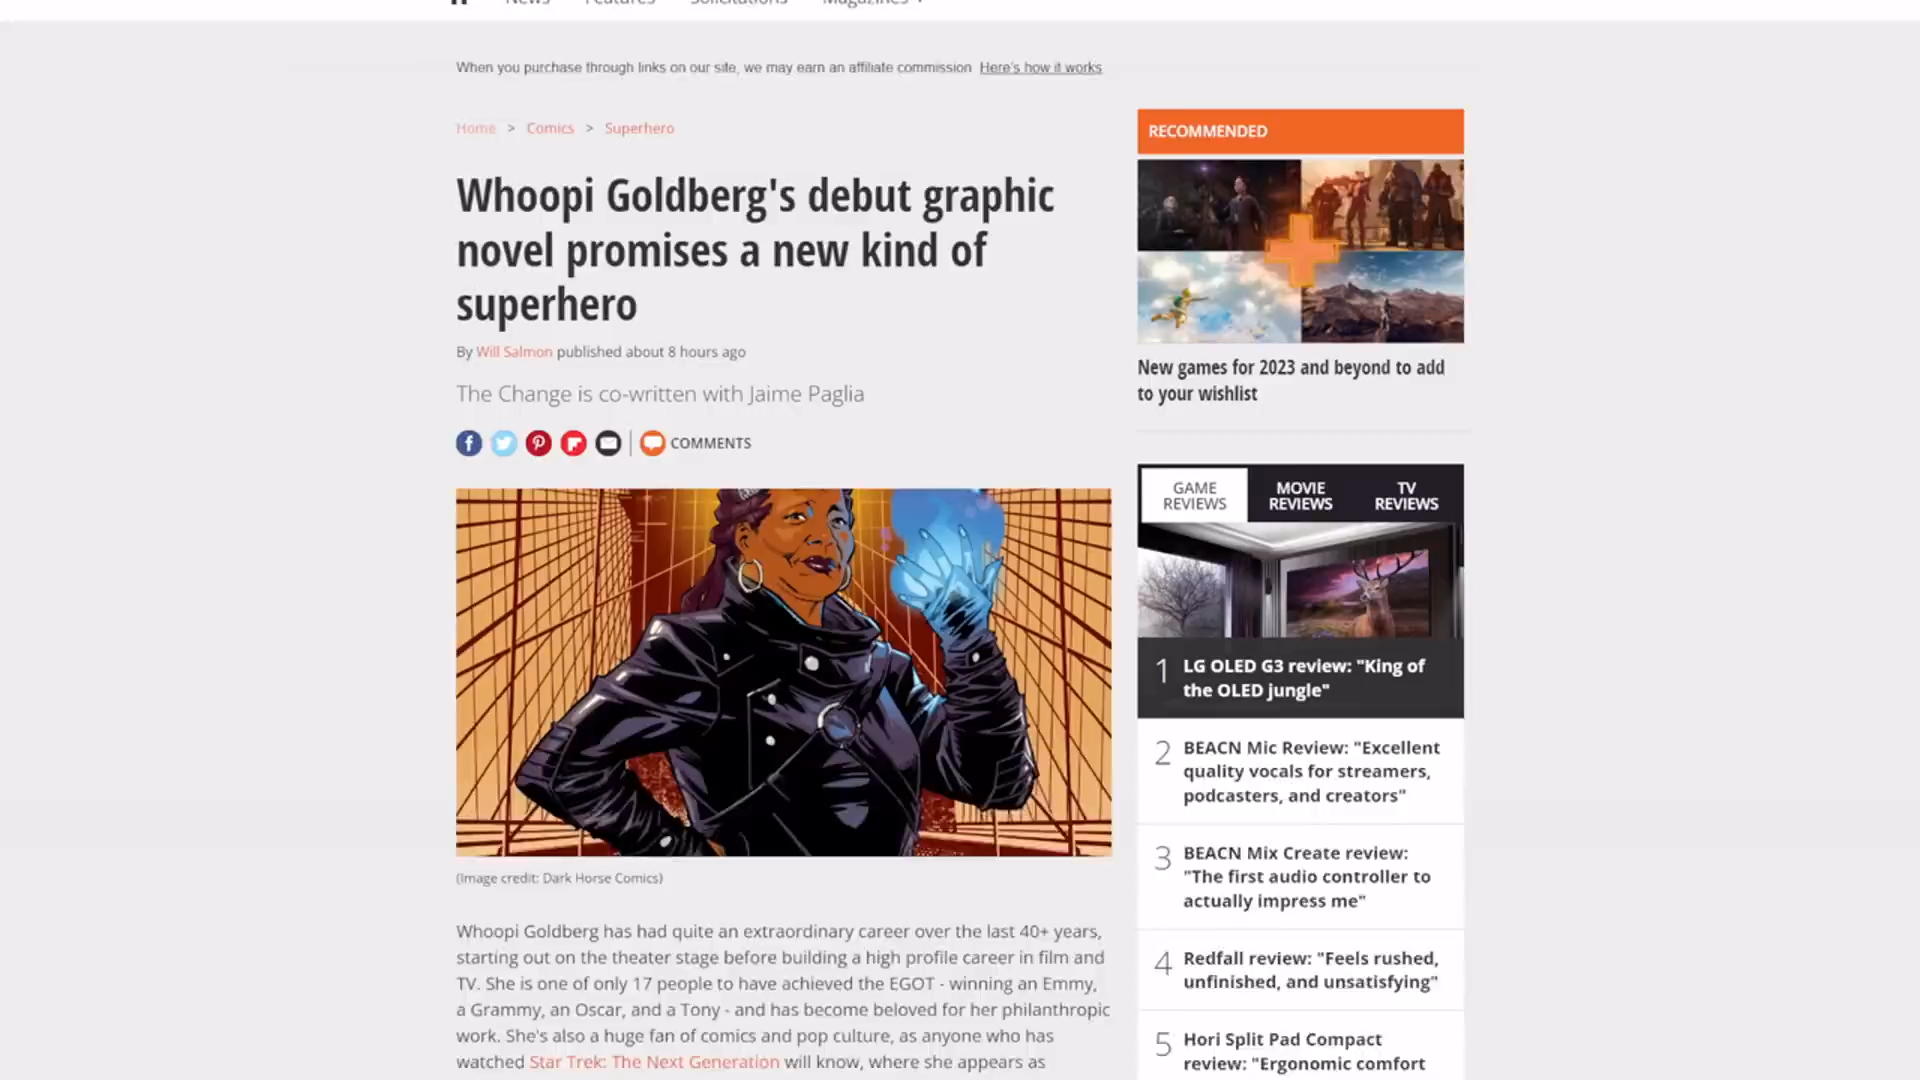 News Features Solicitations Magazines
When you purchase through links on our site, we may earn an affiliate commission Here's how it works
Home > Comics > Superhero
Whoopi Goldberg's debut graphic
novel promises a new kind of
superhero
By Will Salmon published about 8 hours ago
The Change is co-written with Jaime Paglia
COMMENTS
(Image credit: Dark Horse Comics)
Whoopi Goldberg has had quite an extraordinary career over the last 40+ years,
starting out on the theater stage before building a high profile career in film and
TV. She is one of only 17 people to have achieved the EGOT - winning an Emmy,
a Grammy, an Oscar, and a Tony - and has become beloved for her philanthropic
work. She's also a huge fan of comics and pop culture, as anyone who has
watched Star Trek: The Next Generation will know, where she appears as
RECOMMENDED
New games for 2023 and beyond to add
to your wishlist
GAME
REVIEWS
MOVIE
REVIEWS
TV
REVIEWS
1 LG OLED G3 review: "King of
the OLED jungle"
2 BEACN Mic Review: "Excellent
quality vocals for streamers,
podcasters, and creators"
3 BEACN Mix Create review:
"The first audio controller to
actually impress me"
4 Redfall review: "Feels rushed,
unfinished, and unsatisfying"
5 Hori Split Pad Compact
review: "Ergonomic comfort